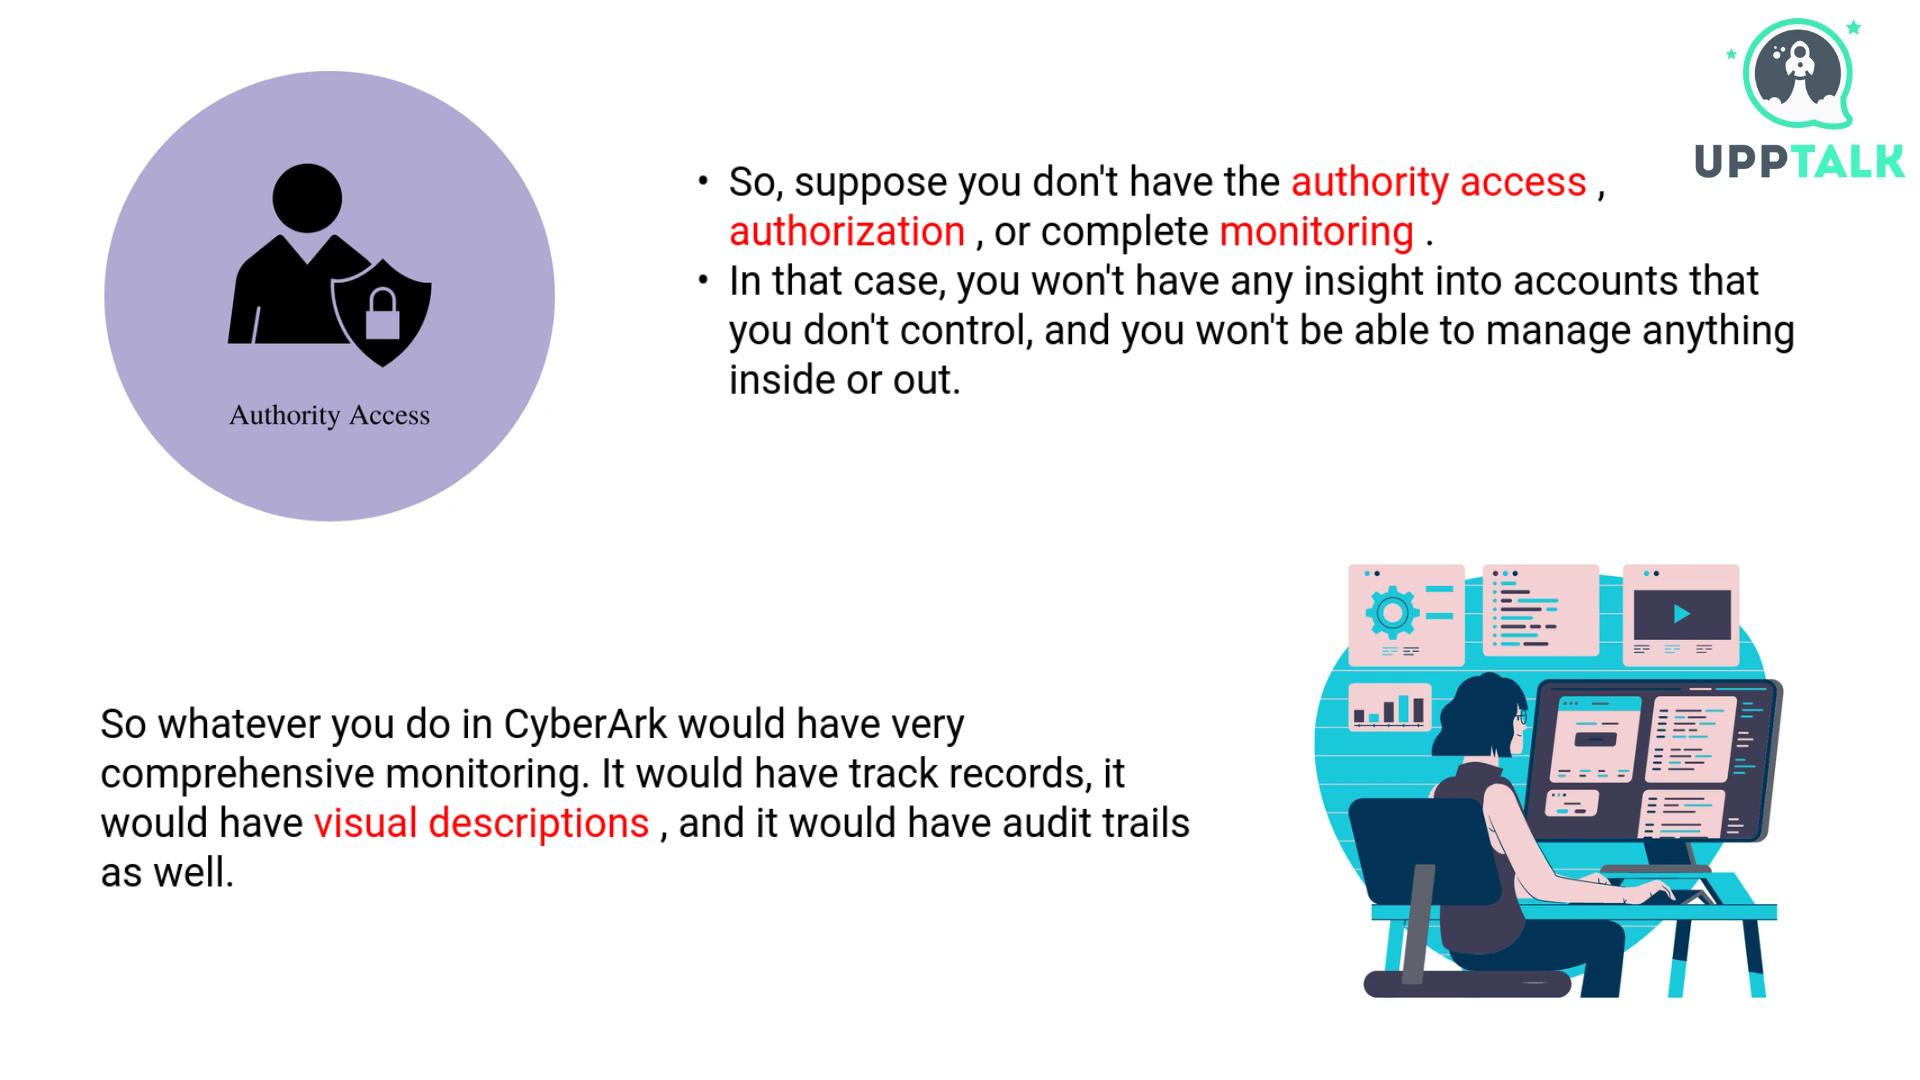 UPPTALK
• So, suppose you don't have the authority access ,
authorization , or complete monitoring .
• In that case, you won't have any insight into accounts that
you don't control, and you won't be able to manage anything
inside or out.
Authority Access
So whatever you do in CyberArk would have very
comprehensive monitoring. It would have track records, it
would have visual descriptions , and it would have audit trails
as well.